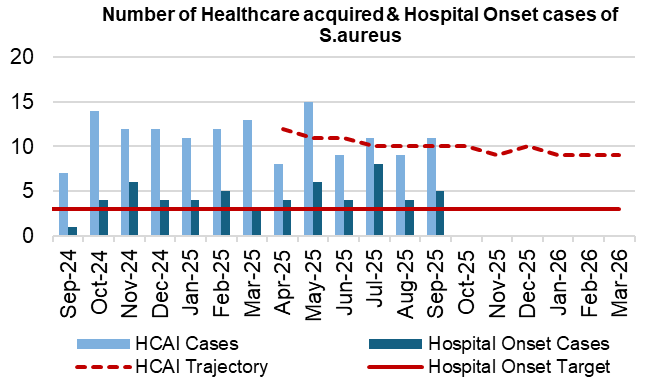 Number of Healthcare acquired & Hospital Onset cases of
S.aureus
20
15
10
5
0
Sep-24
Oct-24
Nov-24
Dec-24
Jan-25
Feb-25
Mar-25
Apr-25
May-25
Jun-25
Jul-25
Aug-25
Sep-25
Oct-25
Nov-25
Dec-25
Jan-26
Feb-26
Mar-26
HCAI Cases
Hospital Onset Cases
HCAI Trajectory
Hospital Onset Target